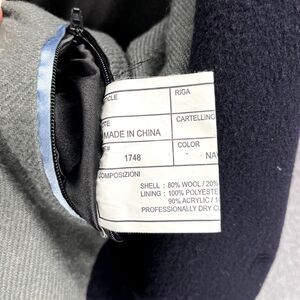 RIGA
CARTELLINO
MADE IN CHINA
COLOR
1748
COMPOSIZIONI
SHELL : 80% WOOL / 20%
LINING : 100% POLYESTE
90% ACRYLIC / 10
PROFESSIONALLY DRY CL